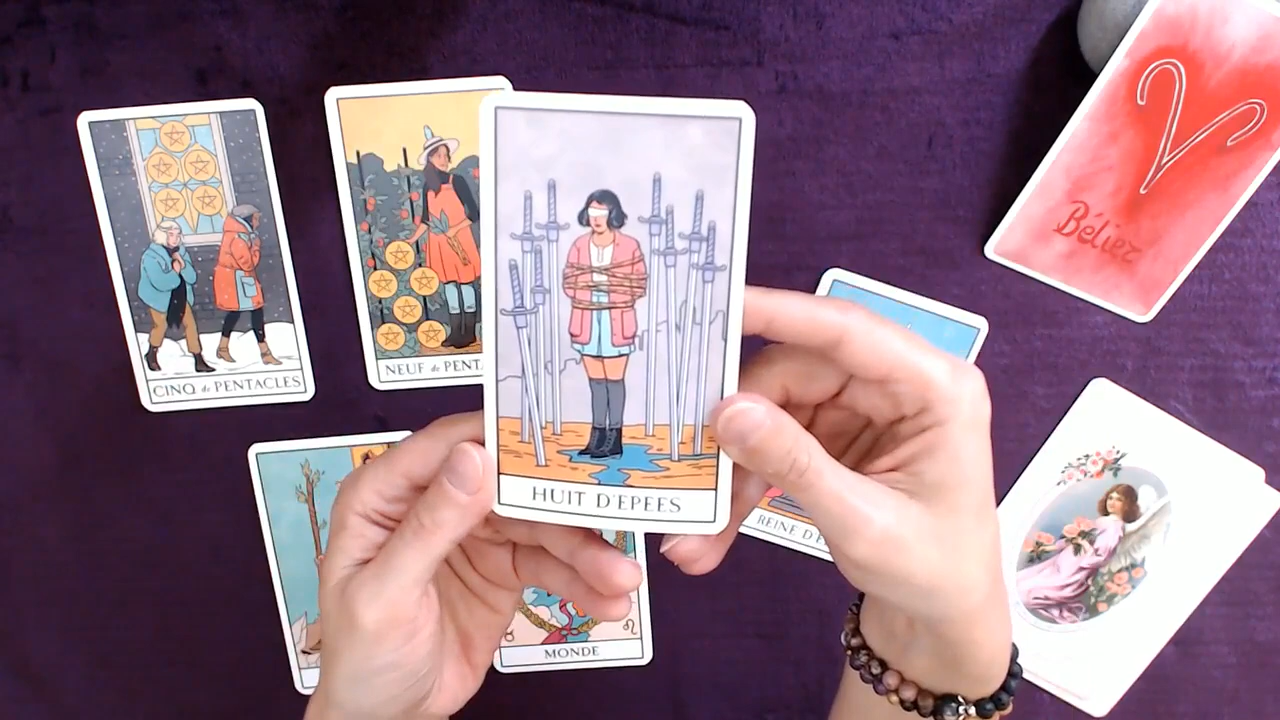 CINQ de PENTACLES
NEUF de PENT
HUIT D'EPEES
Bélier
REINE D'E
MONDE